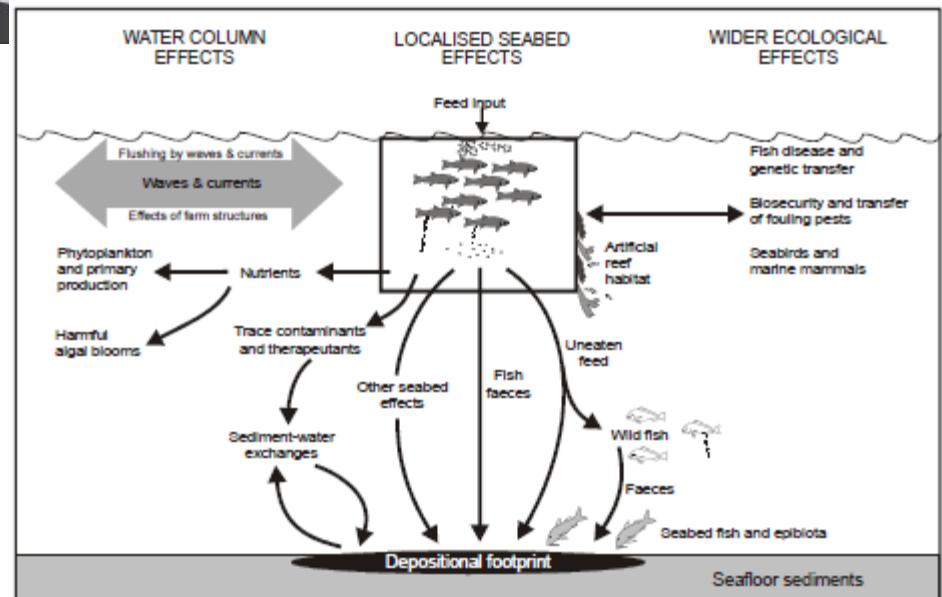 WATER COLUMN
EFFECTS
LOCALISED SEABED
EFFECTS
WIDER ECOLOGICAL
EFFECTS
Feed input
Flushing by waves & currents
Waves & currents
Effects of farm structures
Fish disease and
genetic transfer
Biosecurity and transfer
of fouling pests
Seabirds and
marine mammals
Artificial
reef
habitat
Phytoplankton
and primary
production
Nutrients
Harmful
algal blooms
Trace contaminants
and therapeutants
Uneaten
feed
Other seabed
effects
Fish
faeces
Sediment-water
exchanges
Wild fish
Faeces
Seabed fish and epibiota
Depositional footprint
Seafloor sediments